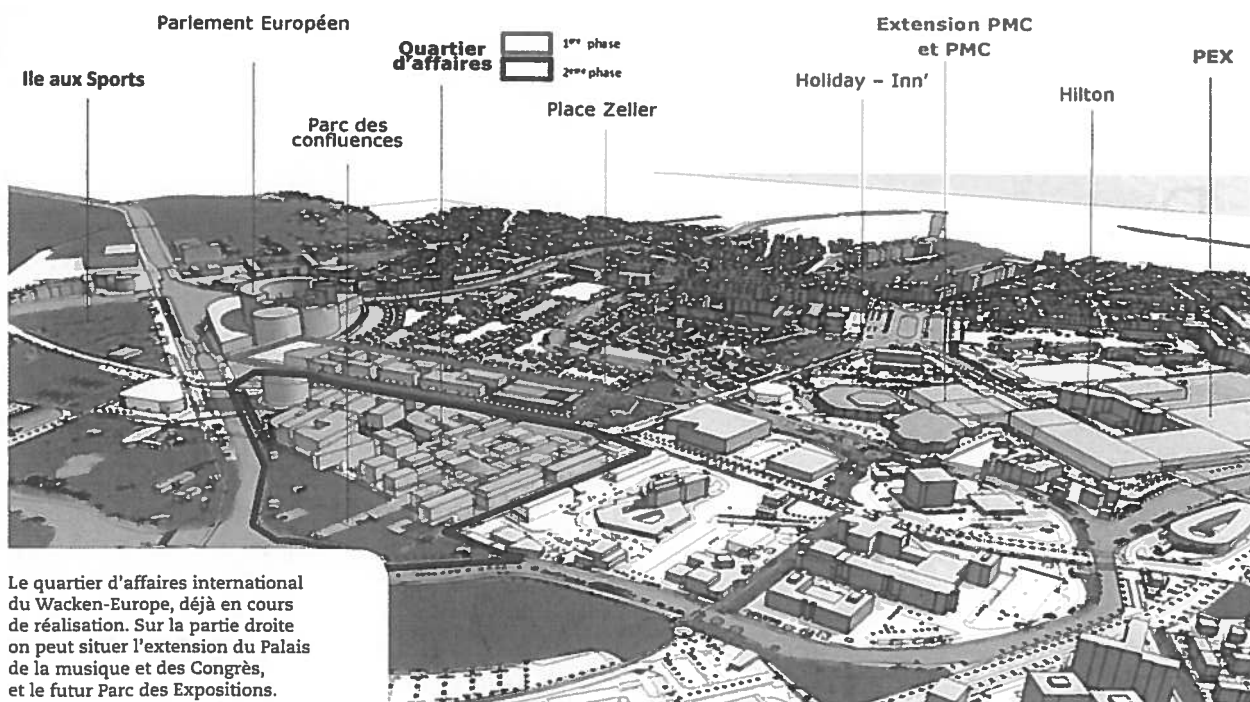 Parlement Européen
Extension PMC
et PMC
Quartier
d'affaires
1ere phase
2eme phase
PEX
Ile aux Sports
Holiday – Inn'
Hilton
Place Zeller
Parc des
confluences
Le quartier d'affaires international
du Wacken-Europe, déjà en cours
de réalisation. Sur la partie droite
on peut situer l'extension du Palais
de la musique et des Congrès,
et le futur Parc des Expositions.